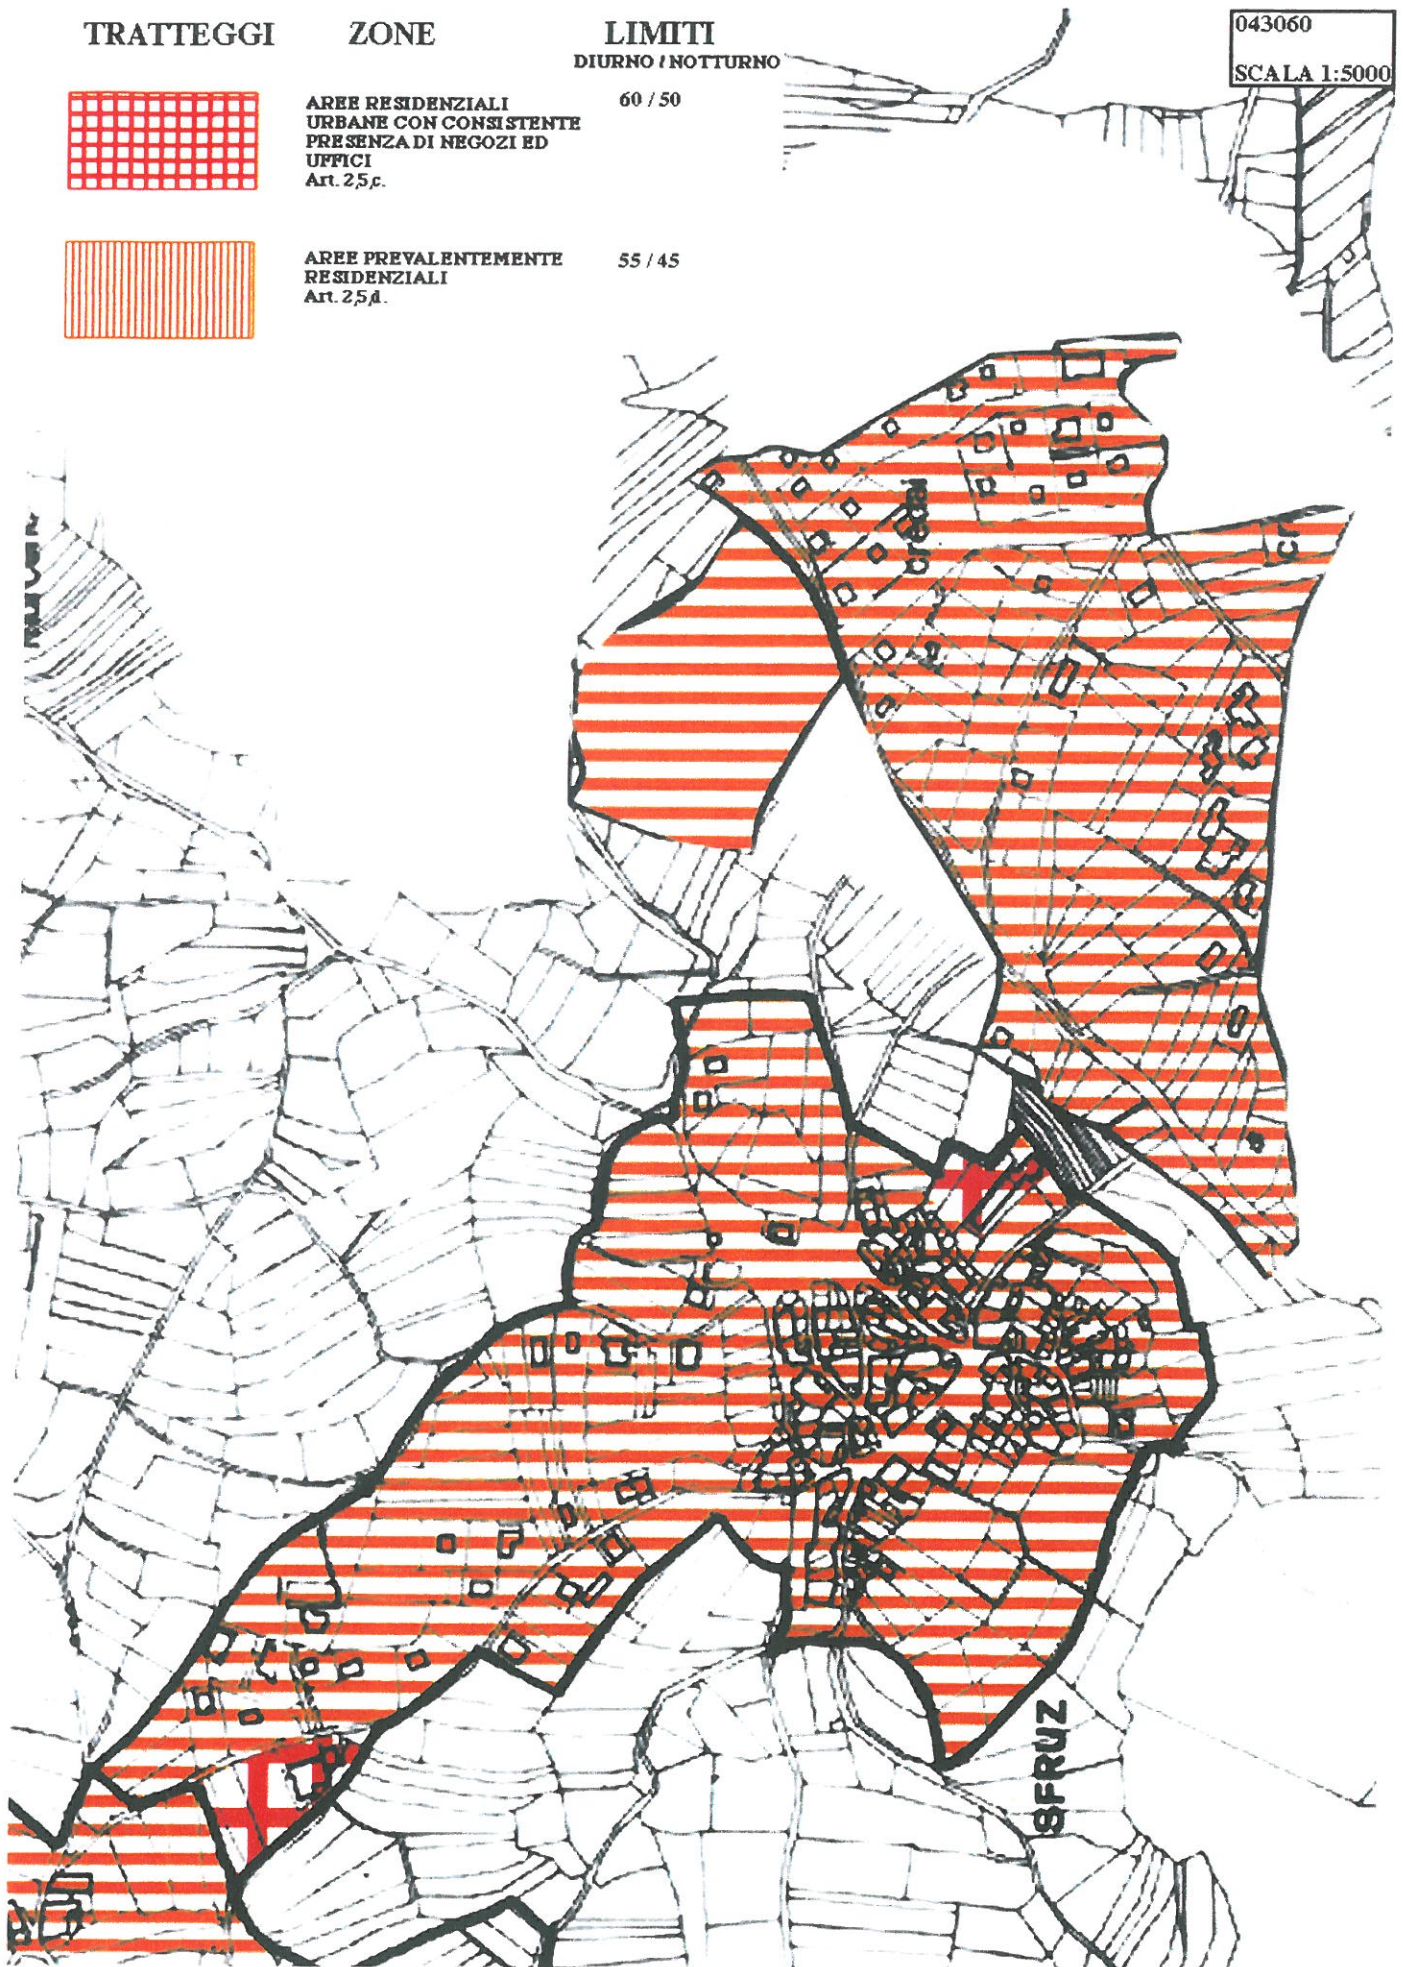 TRATTEGGI ZONE LIMITI
DIURNO / NOTTURNO
043060
SCALA 1:5000
AREE RESIDENZIALI
URBANE CON CONSISTENTE
PRESENZA DI NEGOZI ED
UFFICI
Art. 2,5,c.
60 / 50
AREE PREVALENTEMENTE
RESIDENZIALI
Art. 2,5,d.
55 / 45
cr
SFRUZ